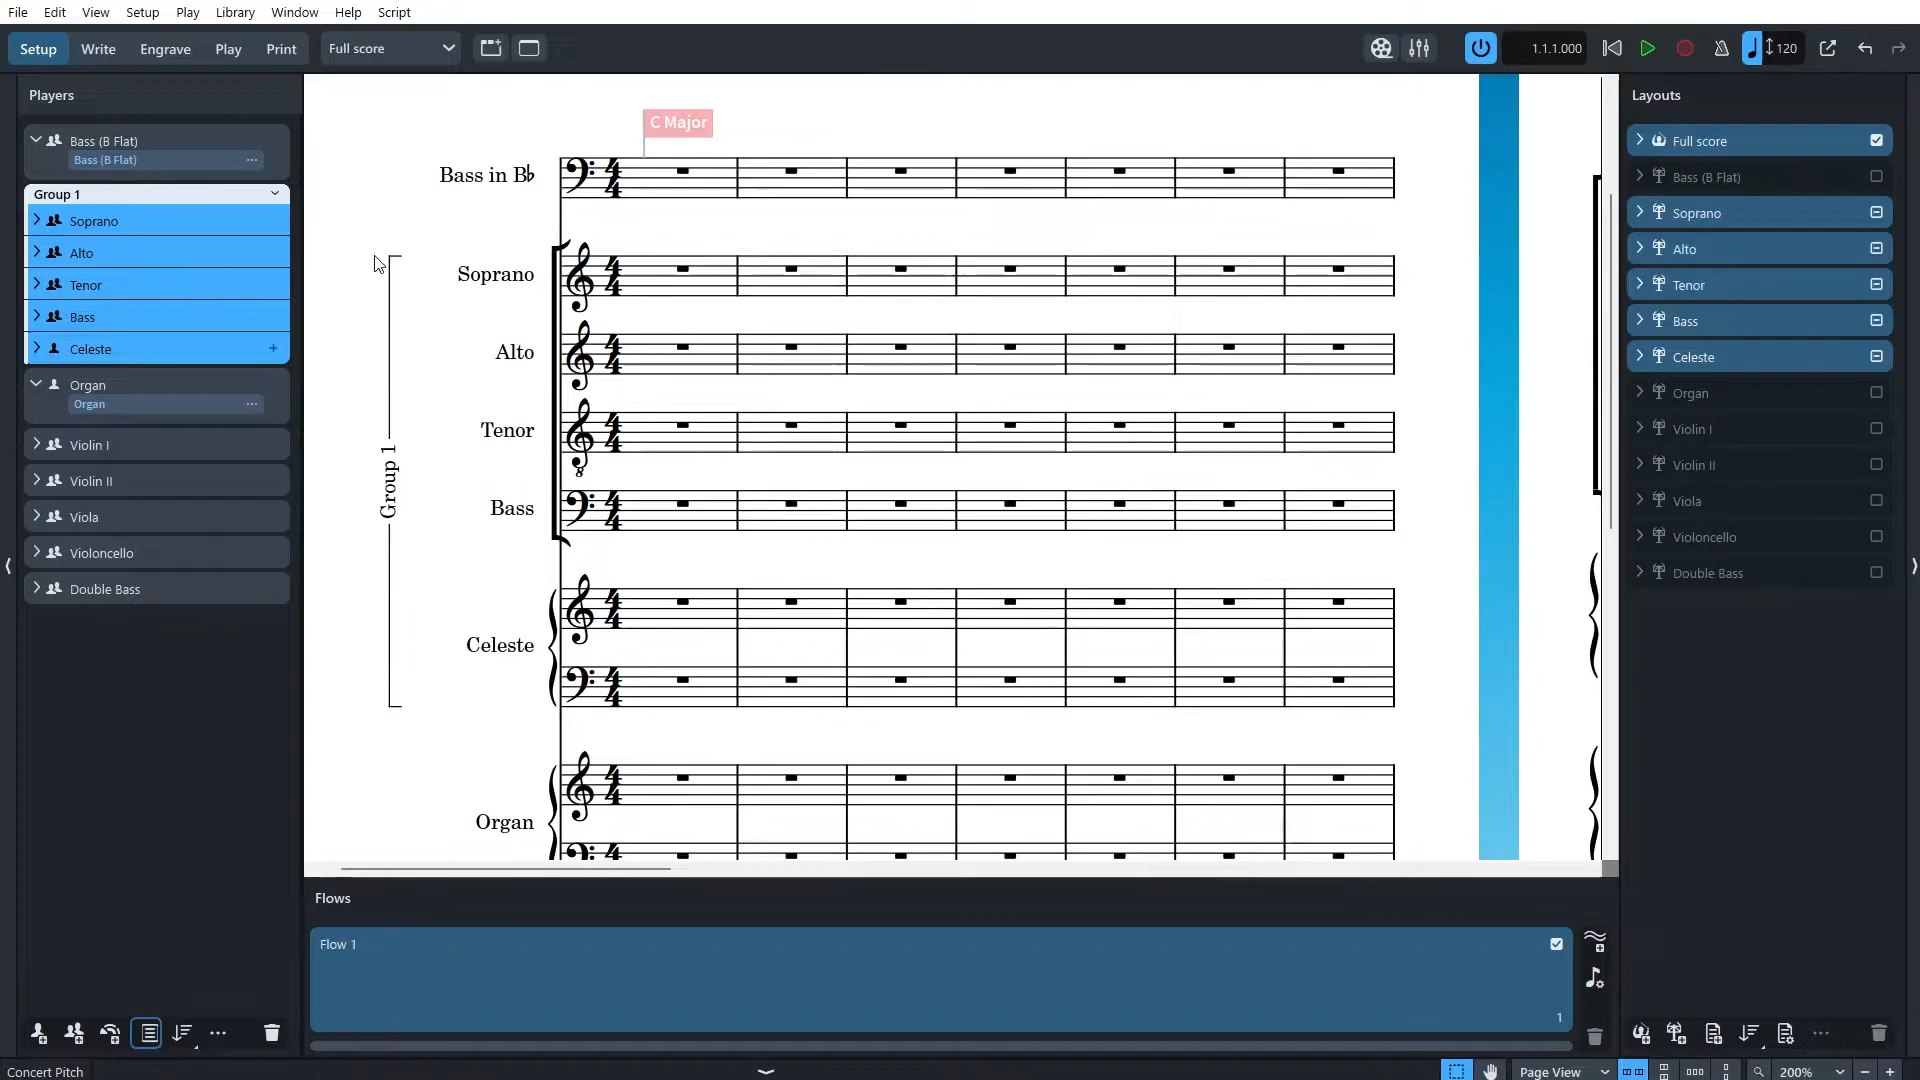 File Edit View Setup Play Library Window Help Script
Setup Write Engrave Play Print Full score 1.1.1.000 120
Players
Bass (B Flat)
Bass (B Flat)
Group 1
Soprano
Alto
Tenor
Bass
Celeste
Organ
Organ
Violin I
Violin II
Viola
Violoncello
Double Bass
C Major
Bass in B♭
Soprano
Alto
Tenor
Bass
Celeste
Organ
Group 1
Layouts
Full score
Bass (B Flat)
Soprano
Alto
Tenor
Bass
Celeste
Organ
Violin I
Violin II
Viola
Violoncello
Double Bass
Flows
Flow 1
1
Concert Pitch
Page View 200%